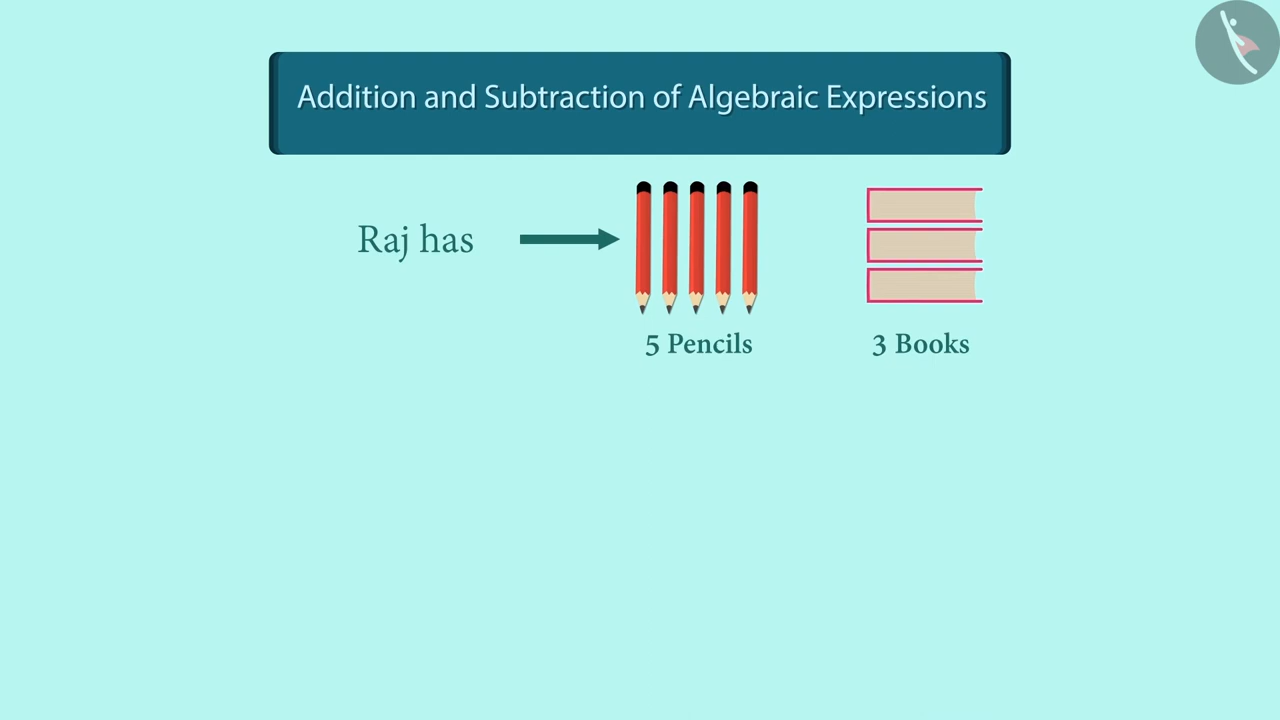 Addition and Subtraction of Algebraic Expressions
Raj has
5 Pencils
3 Books